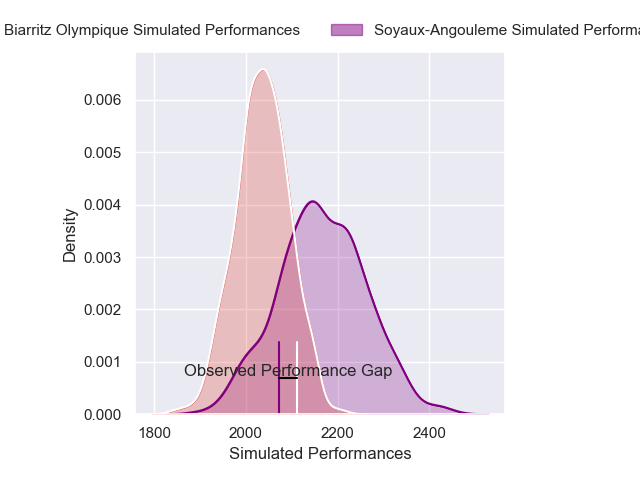 Biarritz Olympique Simulated Performances
Soyaux-Angouleme Simulated
0.006
0.005
0.004
0.003
0.002
0.001
0.000
Density
Observed Performance Gap
1800 2000 2200 2400
Simulated Performances